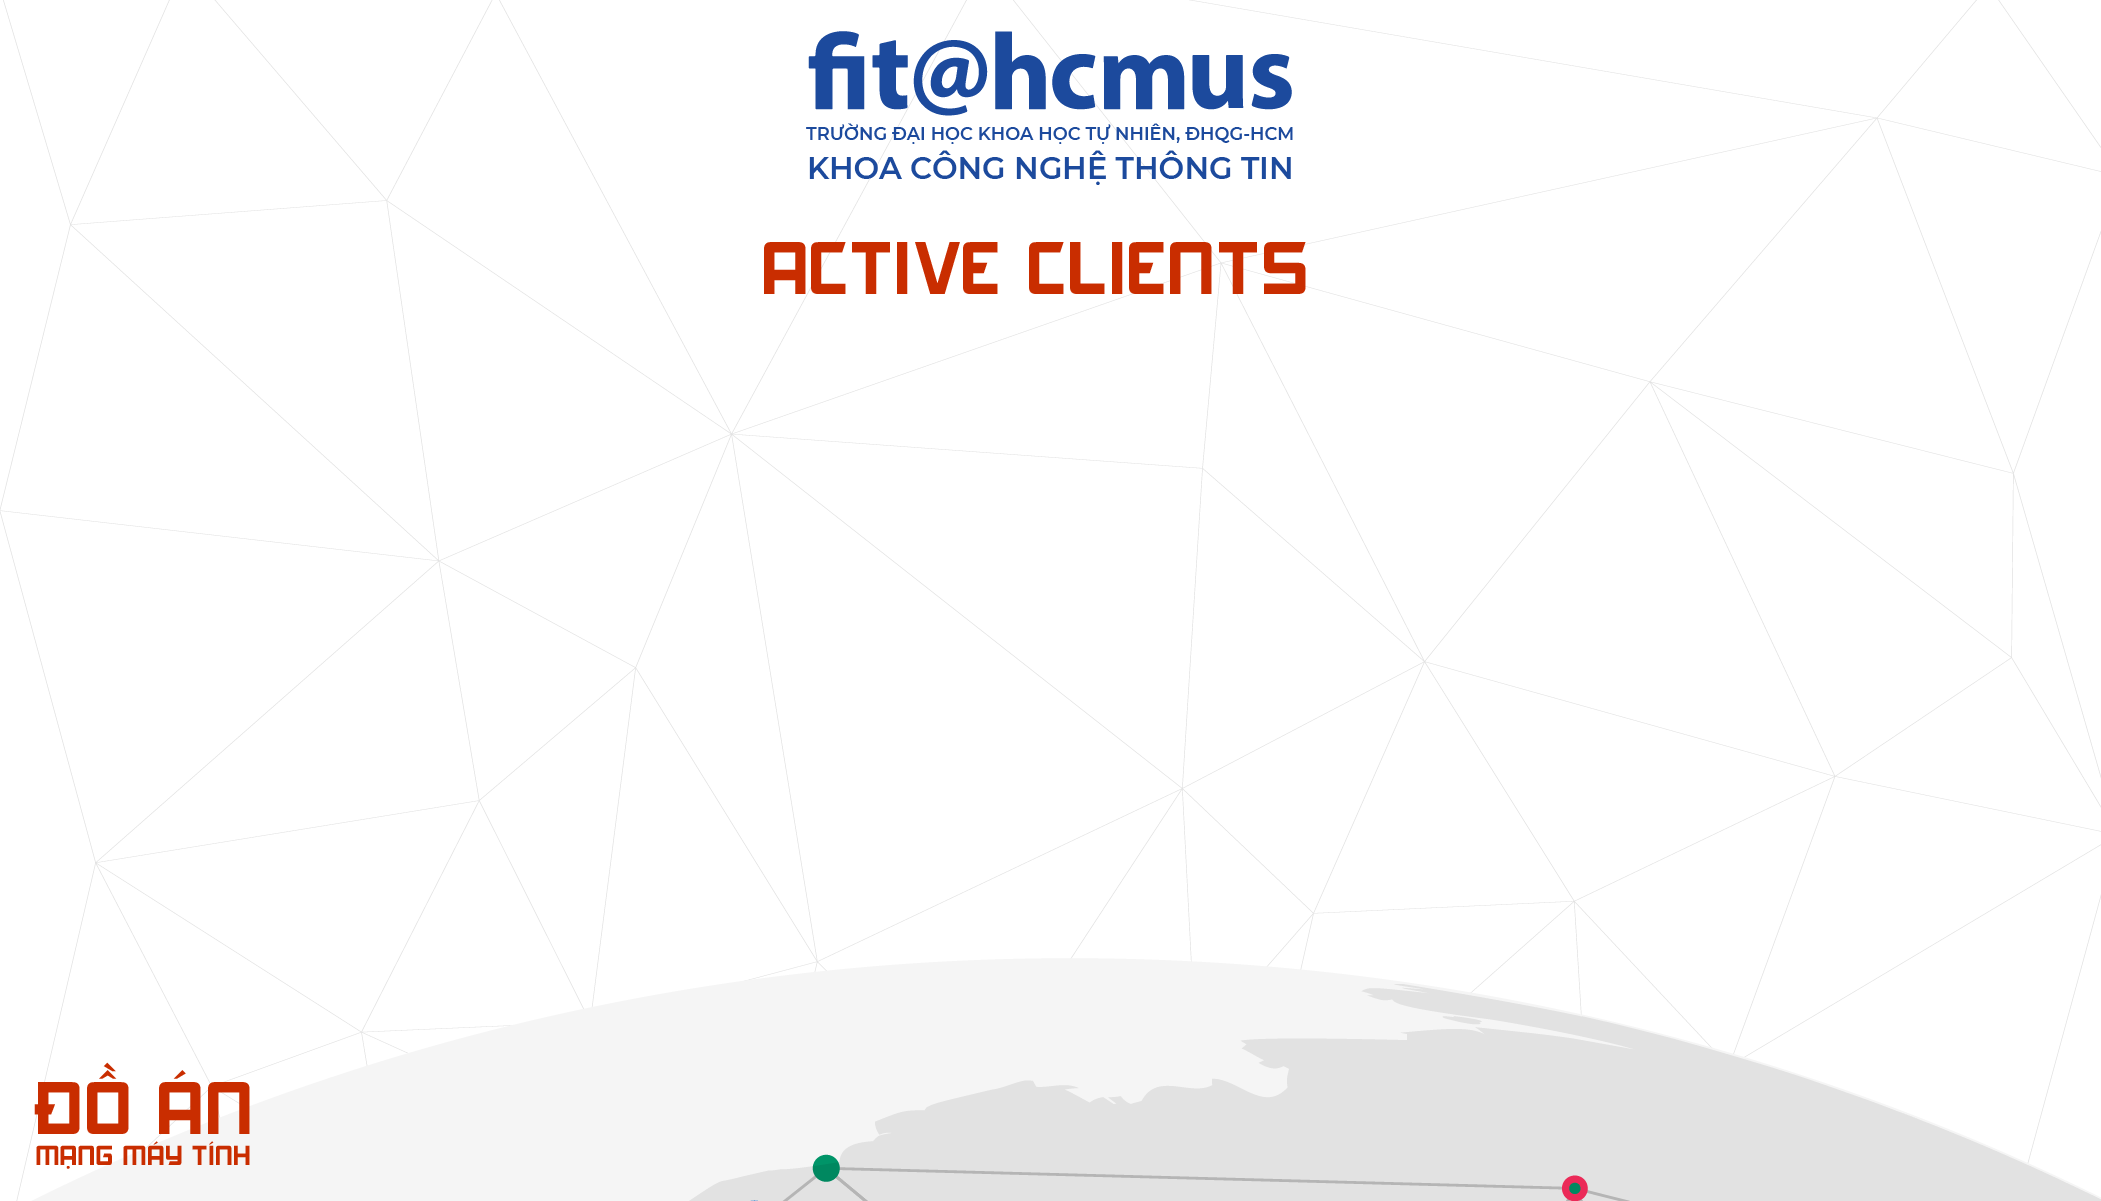 fit@hcmus
TRƯỜNG ĐẠI HỌC KHOA HỌC TỰ NHIÊN, ĐHQG-HCM
KHOA CÔNG NGHỆ THÔNG TIN
ACTIVE CLIENTS
ĐỒ ÁN
MẠNG MÁY TÍNH